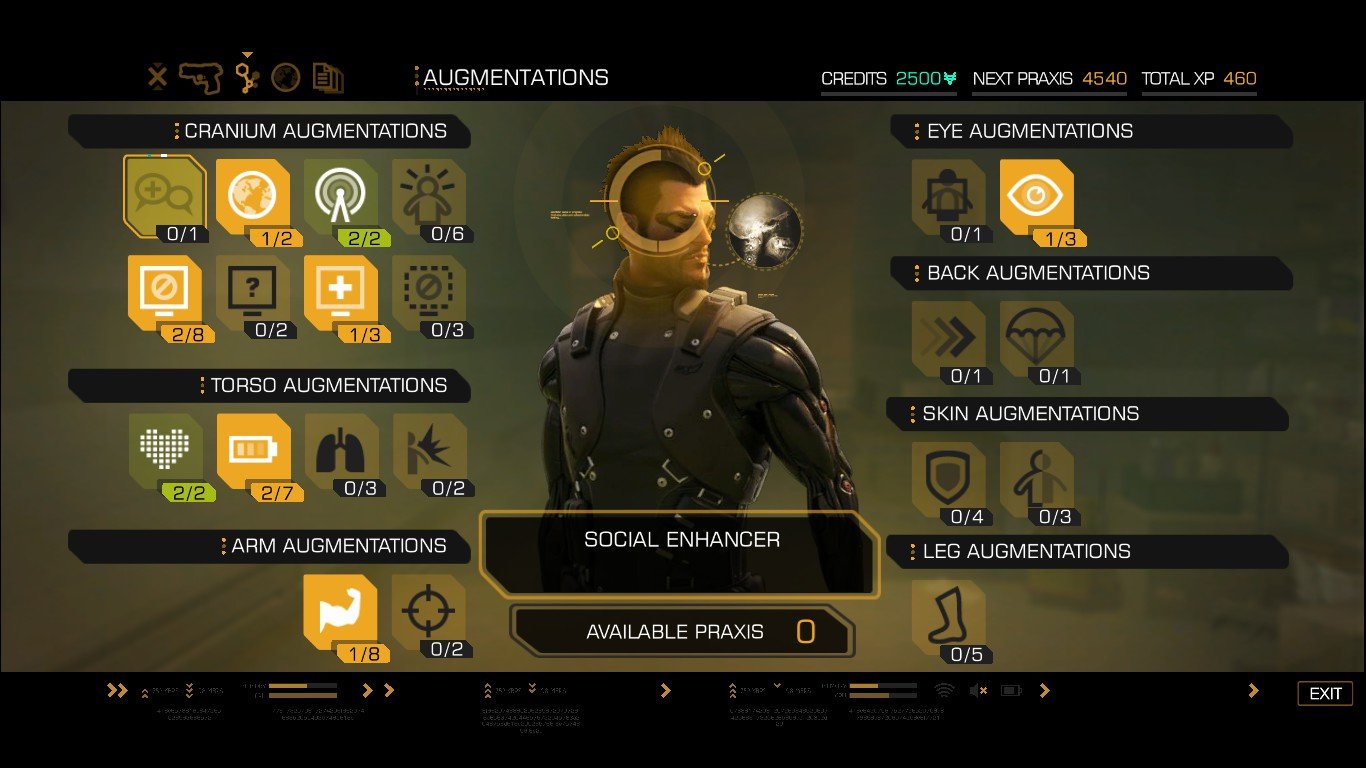 AUGMENTATIONS
CREDITS 2500 NEXT PRAXIS 4540 TOTAL XP 460
CRANIUM AUGMENTATIONS
0/1 1/2 2/2 0/6
2/8 ? 0/2 1/3 0/3
TORSO AUGMENTATIONS
2/2 2/7 0/3 0/2
ARM AUGMENTATIONS
1/8 0/2
EYE AUGMENTATIONS
0/1 1/3
BACK AUGMENTATIONS
0/1 0/1
SKIN AUGMENTATIONS
0/4 0/3
LEG AUGMENTATIONS
0/5
SOCIAL ENHANCER
AVAILABLE PRAXIS 0
EXIT